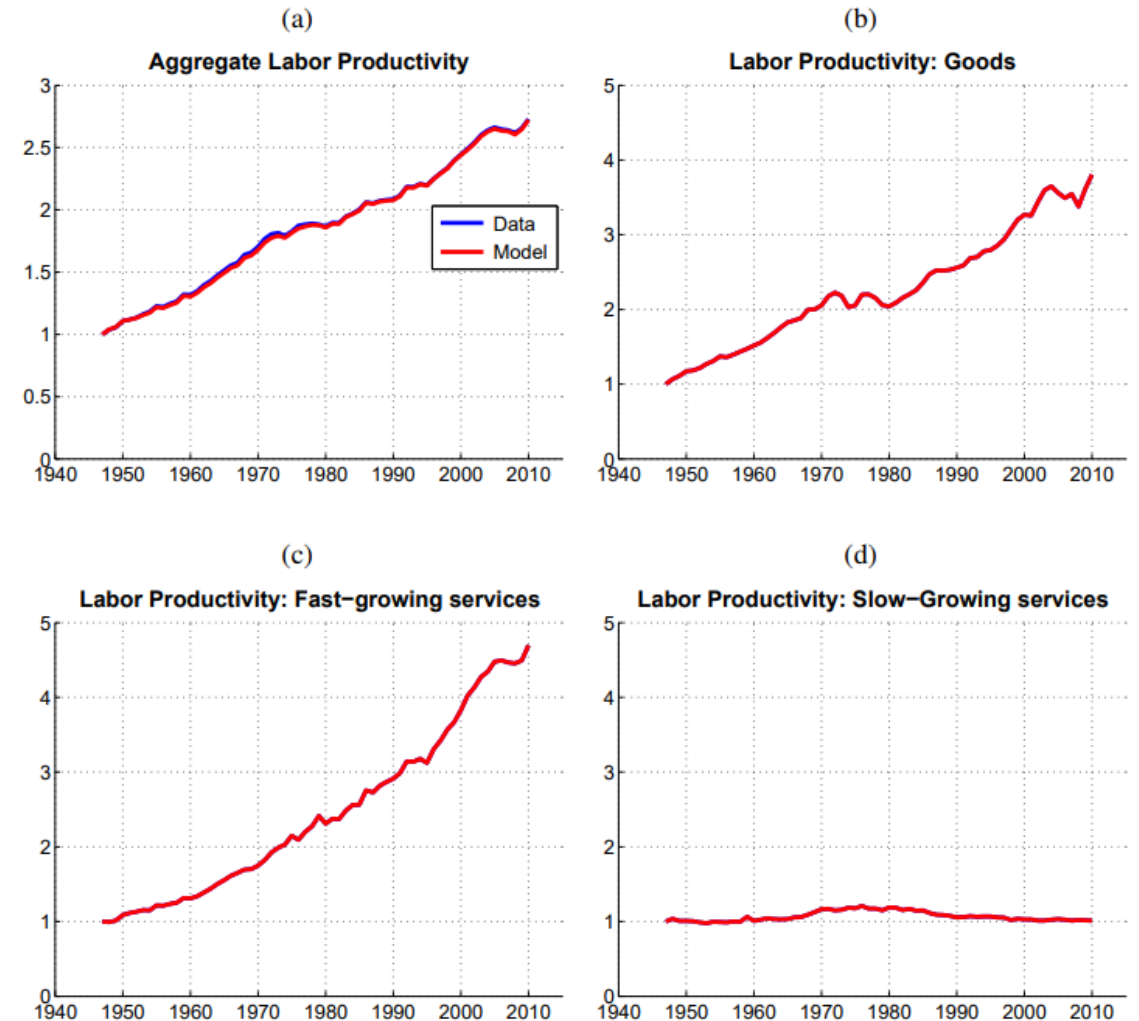 (a)
Aggregate Labor Productivity
3
2.5
2
1.5
1
0.5
0
1940 1950 1960 1970 1980 1990 2000 2010
Data
Model
(b)
Labor Productivity: Goods
5
4
3
2
1
0
1940 1950 1960 1970 1980 1990 2000 2010
(c)
Labor Productivity: Fast−growing services
5
4
3
2
1
0
1940 1950 1960 1970 1980 1990 2000 2010
(d)
Labor Productivity: Slow−Growing services
5
4
3
2
1
0
1940 1950 1960 1970 1980 1990 2000 2010